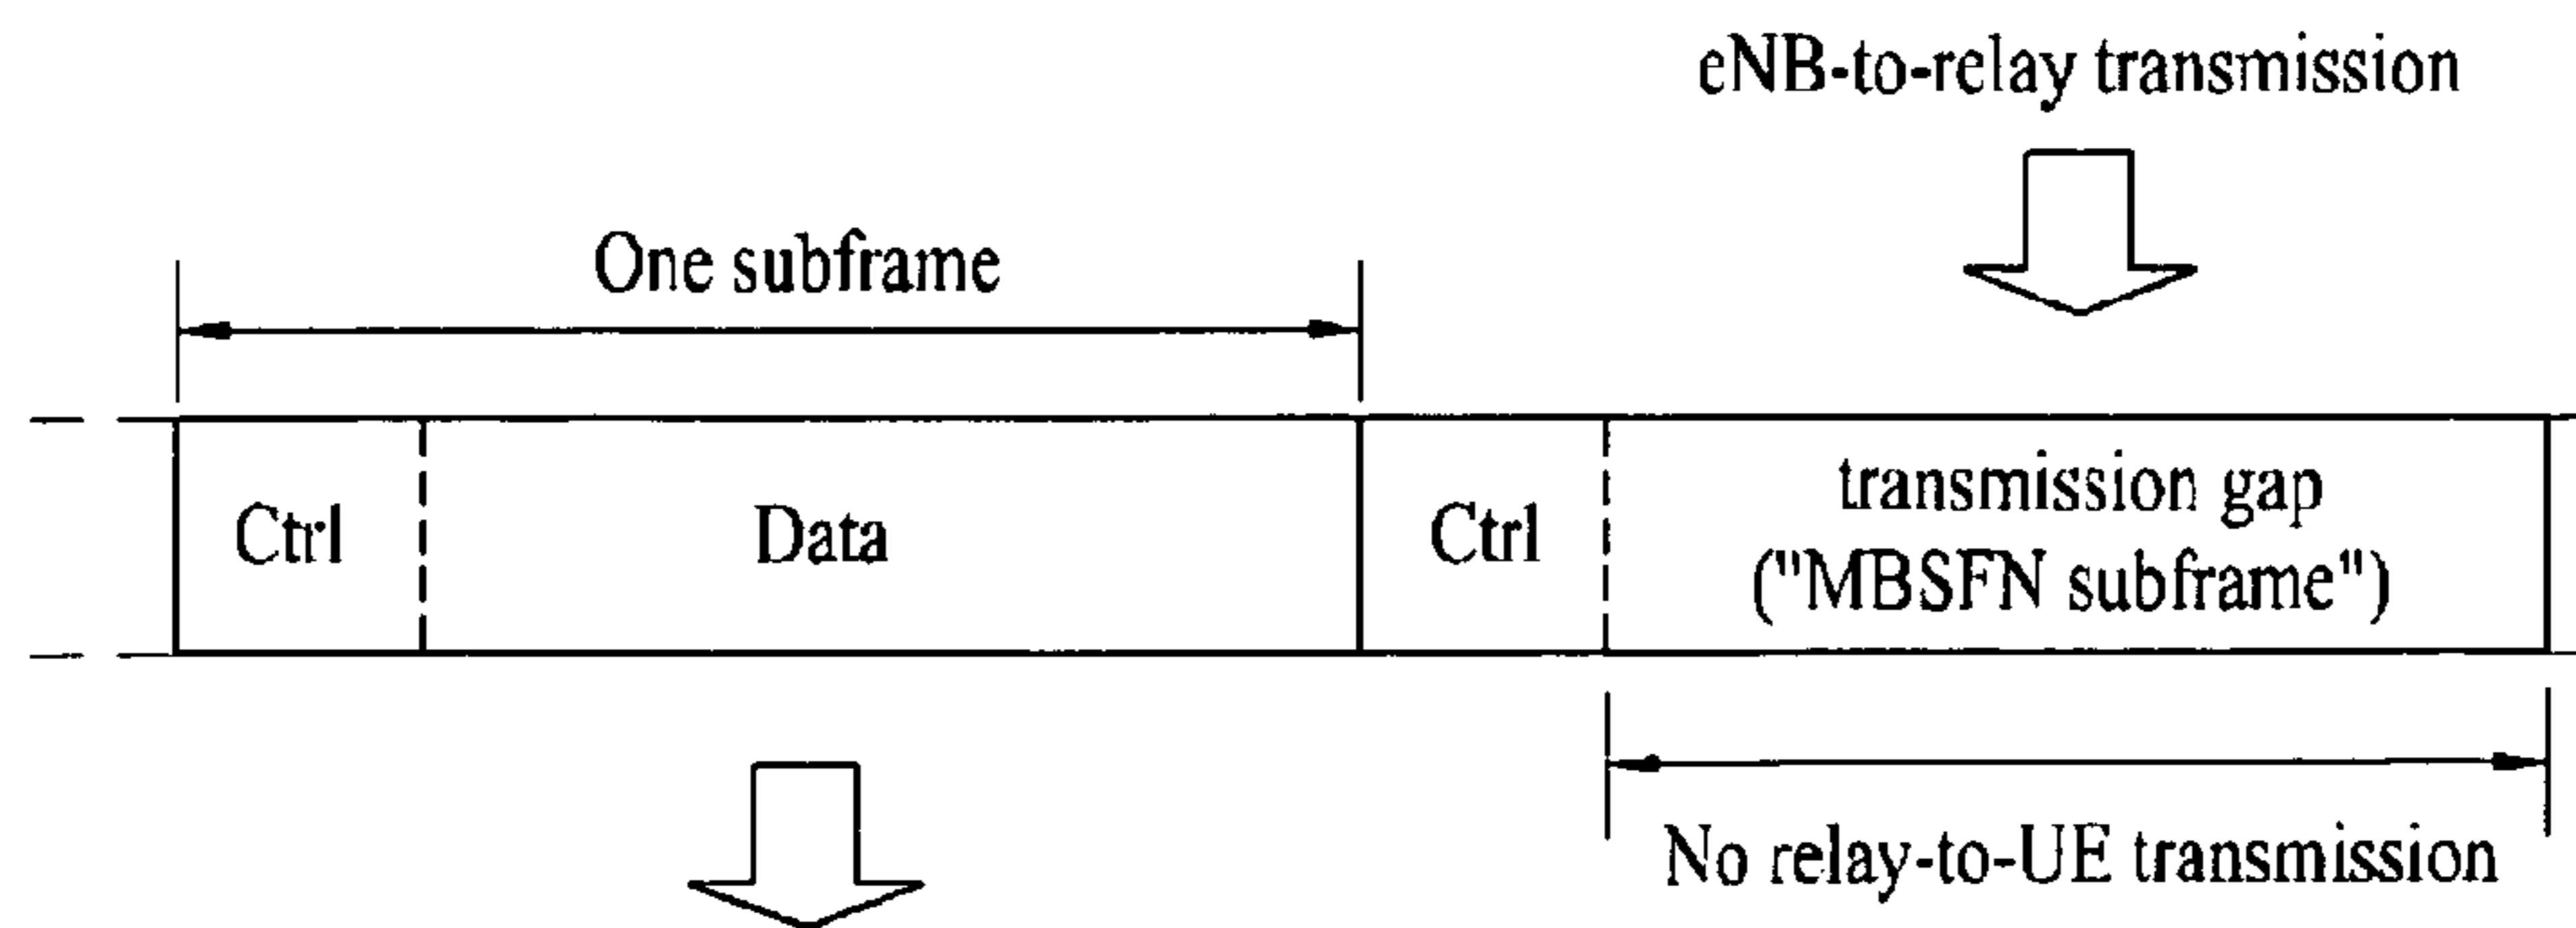 eNB-to-relay transmission
One subframe
Ctrl
Data
Ctrl
transmission gap
("MBSFN subframe")
No relay-to-UE transmission